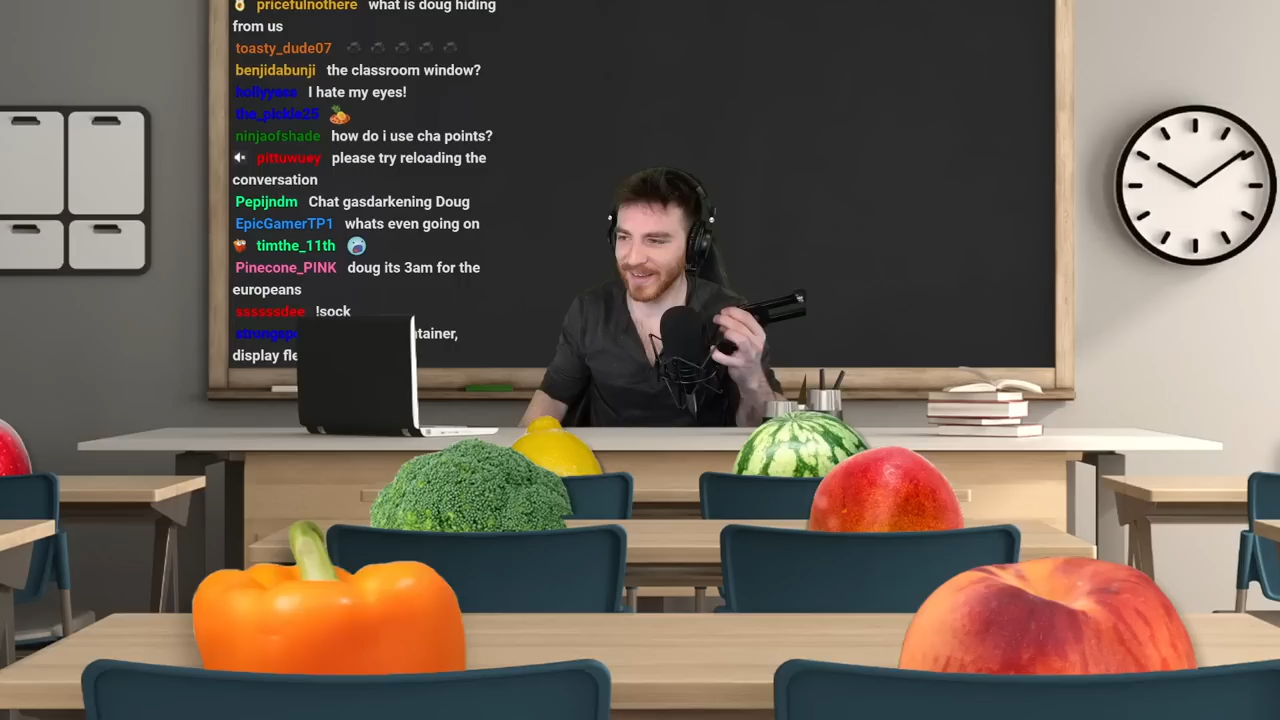 pricefulnothere what is doug hiding
from us
toasty_dude07
benjidabunji the classroom window?
hollyyaes I hate my eyes!
the_pickle25
ninjaofshade how do i use cha points?
pittuwuey please try reloading the
conversation
Pepijndm Chat gasdarkening Doug
EpicGamerTP1 whats even going on
timthe_11th
Pinecone_PINK doug its 3am for the
europeans
ssssssdee !sock
display